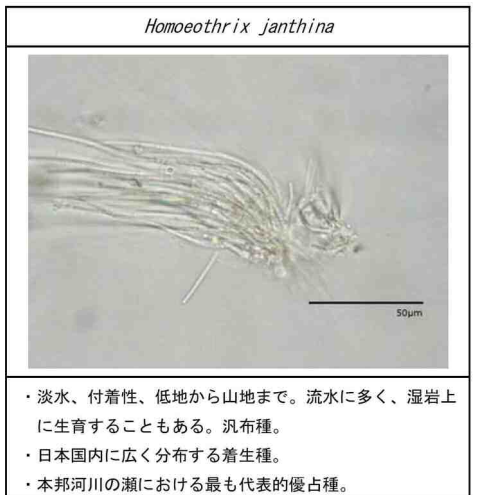 Homoeothrix janthina
50μm
・淡水、付着性、低地から山地まで。流水に多く、湿岩上
に生育することもある。汎布種。
・日本国内に広く分布する着生種。
・本邦河川の瀬における最も代表的優占種。